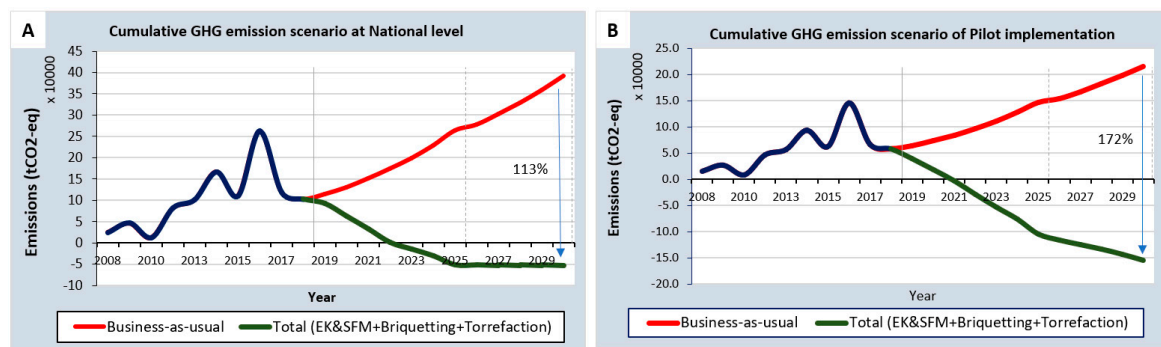 A
Cumulative GHG emission scenario at National level
Emissions (tCO2-eq)
x 10000
45
40
35
30
25
20
15
10
5
0
-5
-10
2008 2010 2013 2015 2017 2019 2021 2023 2025 2027 2029
113%
Year
Business-as-usual Total (EK&SFM+Briquetting+Torrefaction)
B
Cumulative GHG emission scenario of Pilot implementation
Emissions (tCO2-eq)
x 10000
25.0
20.0
15.0
10.0
5.0
0.0
-5.0
-10.0
-15.0
-20.0
2008 2010 2013 2015 2017 2019 2021 2023 2025 2027 2029
172%
Year
Business-as-usual Total (EK&SFM+Briquetting+Torrefaction)